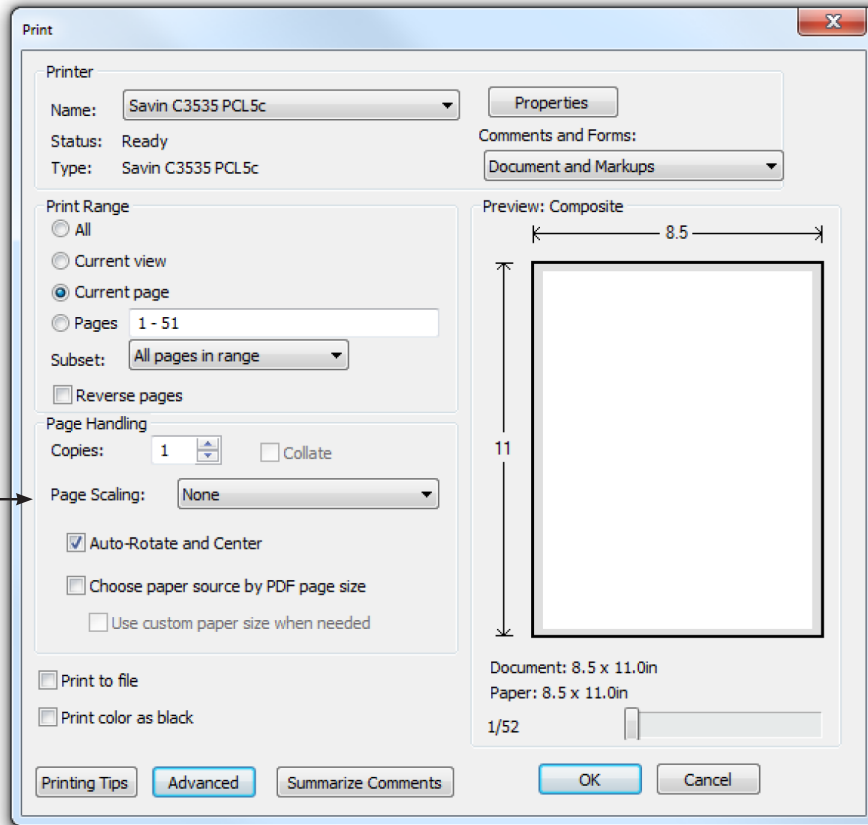 Print
Printer
Name: Savin C3535 PCL5c Properties
Status: Ready Comments and Forms:
Type: Savin C3535 PCL5c Document and Markups
Print Range
All
Current view
Current page
Pages 1 - 51
Subset: All pages in range
Reverse pages
Page Handling
Copies: 1 Collate
Page Scaling: None
Auto-Rotate and Center
Choose paper source by PDF page size
Use custom paper size when needed
Print to file
Print color as black
Preview: Composite
8.5
11
Document: 8.5 x 11.0in
Paper: 8.5 x 11.0in
1/52
Printing Tips Advanced Summarize Comments OK Cancel